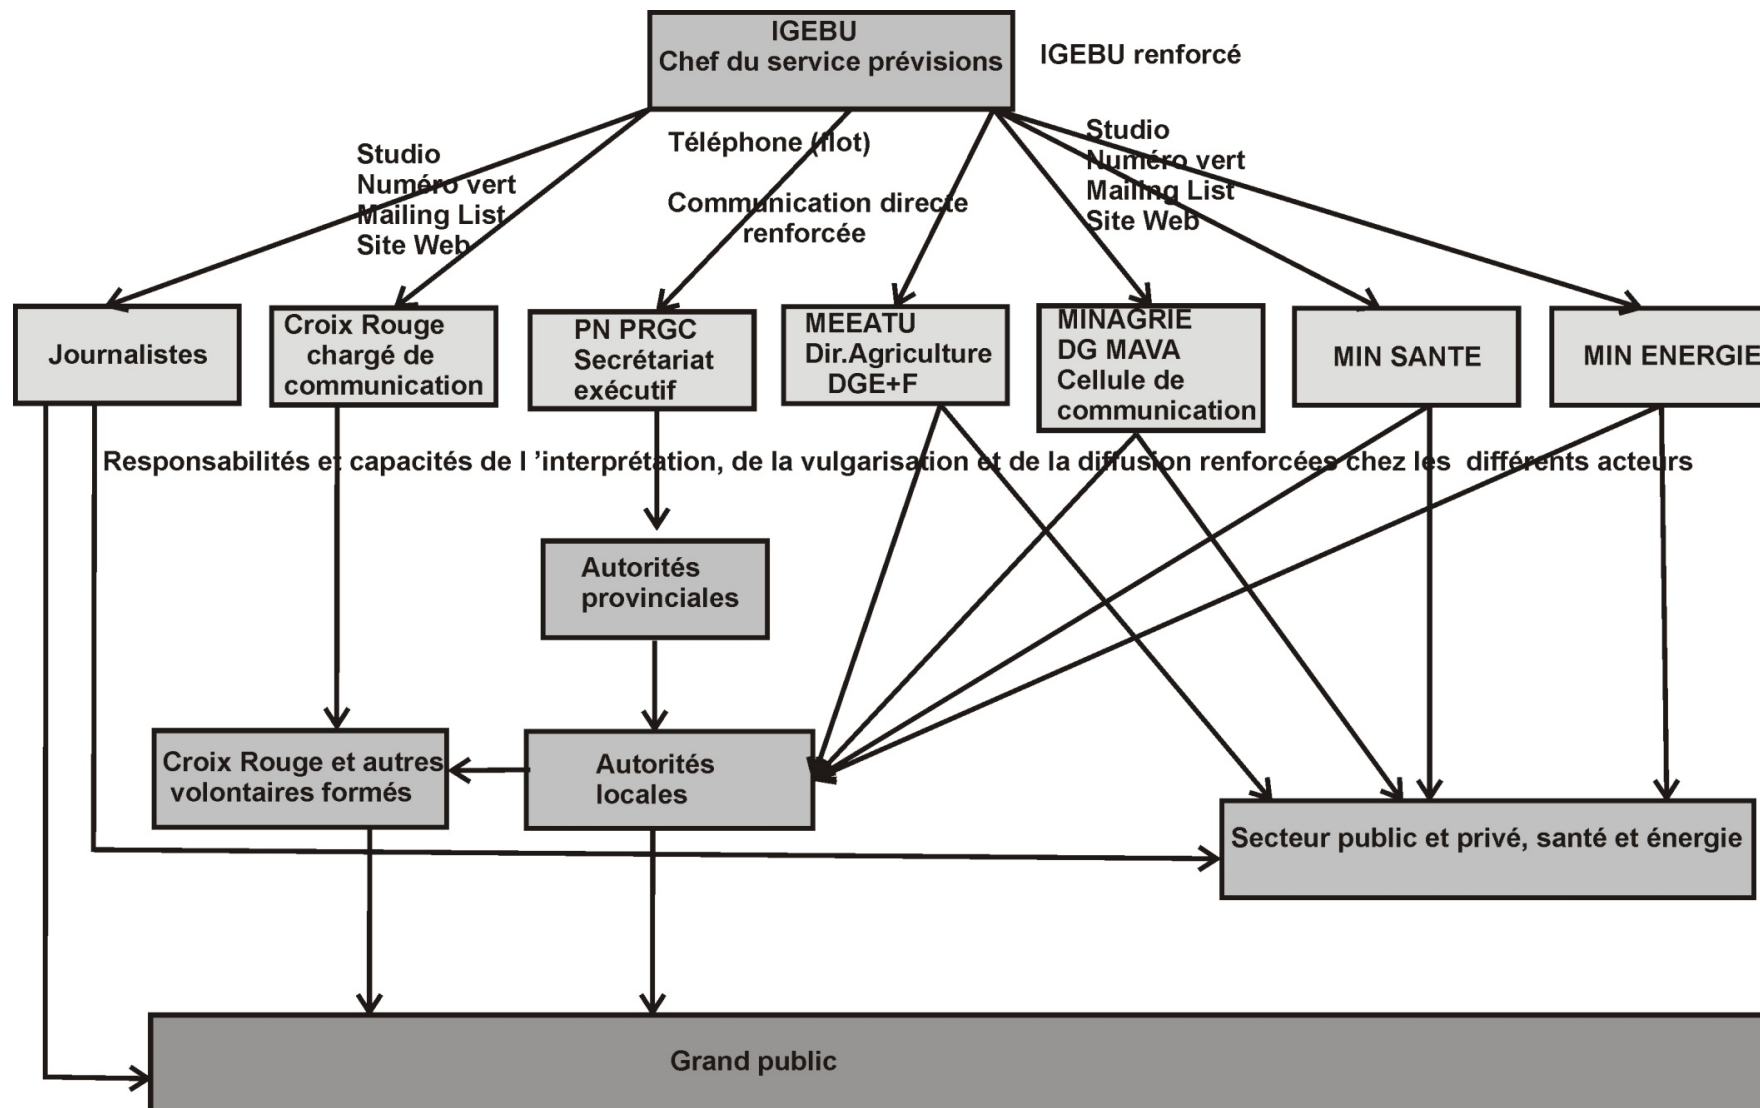 IGEBU
Chef du service prévisions
IGEBU renforcé
Studio
Numéro vert
Mailing List
Site Web
Téléphone (flot)
Communication directe
renforcée
Studio
Numéro vert
Mailing List
Site Web
Journalistes
Croix Rouge
chargé de
communication
PN PRGC
Secrétariat
exécutif
MEEATU
Dir.Agriculture
DGE+F
MINAGRIE
DG MAVA
Cellule de
communication
MIN SANTE
MIN ENERGIE
Responsabilités et capacités de l ’interprétation, de la vulgarisation et de la diffusion renforcées chez les différents acteurs
Autorités
provinciales
Croix Rouge et autres
volontaires formés
Autorités
locales
Secteur public et privé, santé et énergie
Grand public